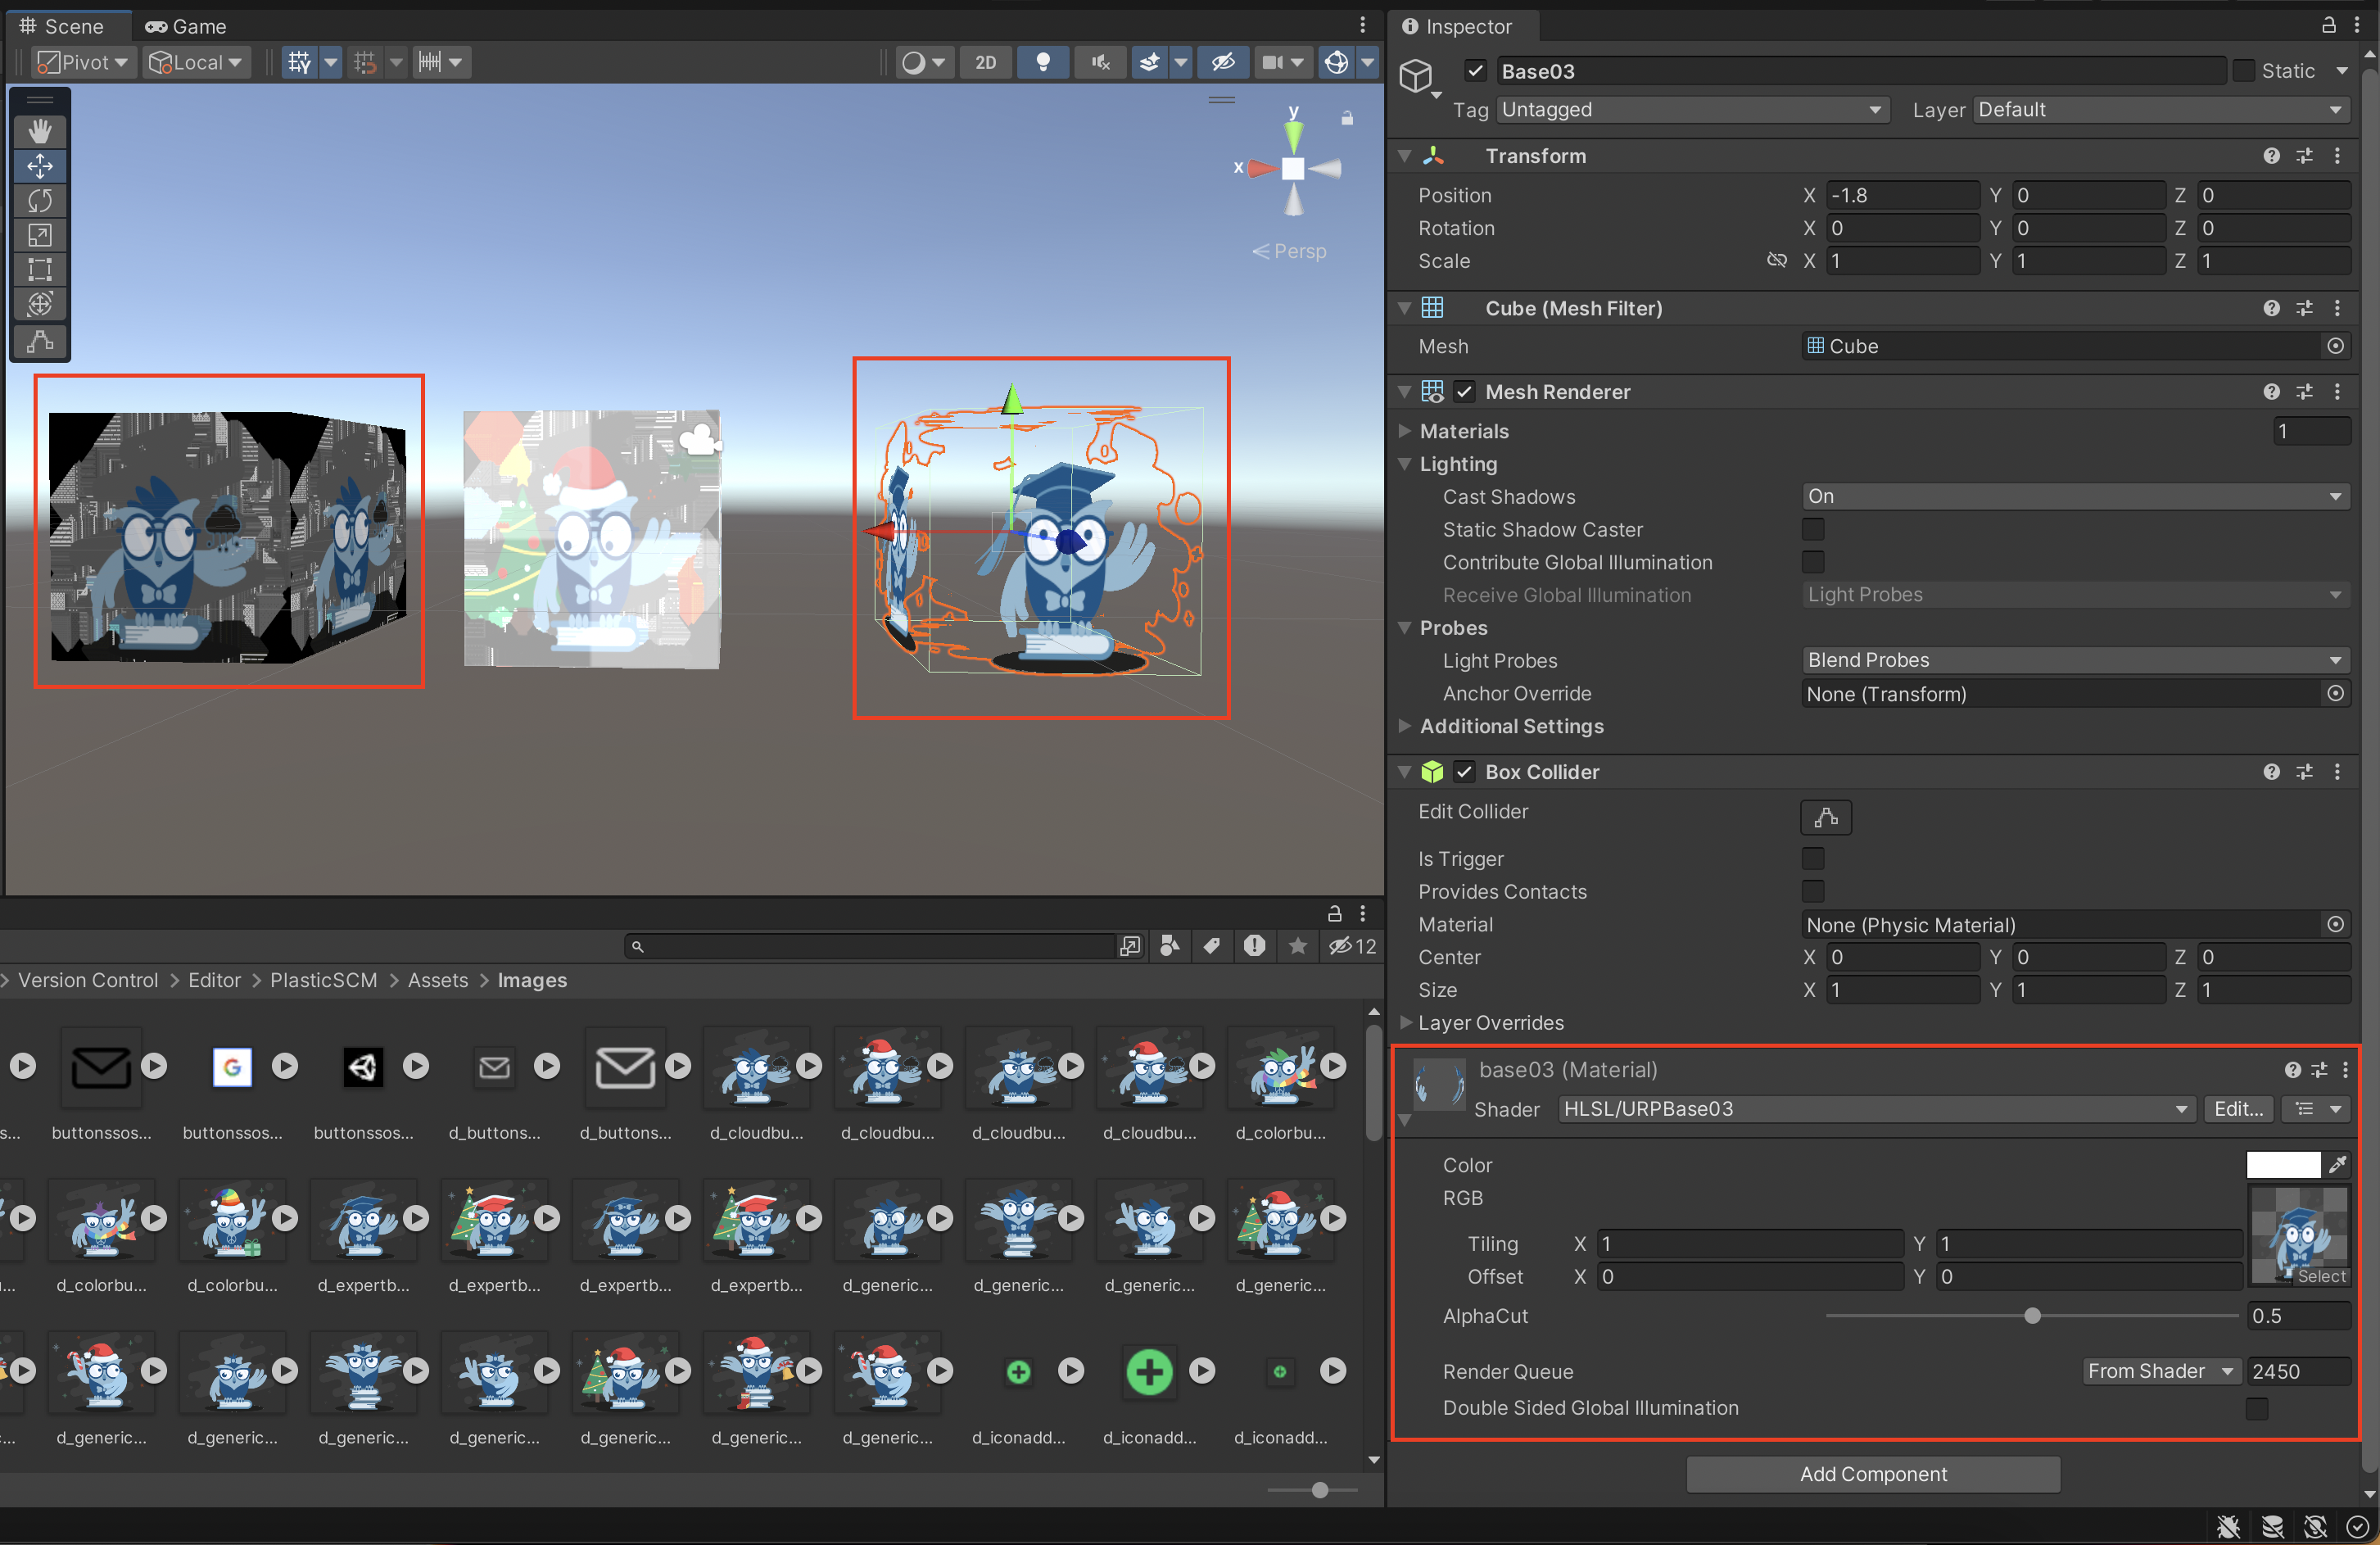 Scene
Game
Pivot
Local
2D
y
x
Persp
12
Version Control
Editor
PlasticSCM
Assets
Images
s...
buttonssos...
buttonssos...
buttonssos...
d_buttons...
d_buttons...
d_cloudbu...
d_cloudbu...
d_cloudbu...
d_cloudbu...
d_colorbu...
...
d_colorbu...
d_colorbu...
d_expertb...
d_expertb...
d_expertb...
d_expertb...
d_generic...
d_generic...
d_generic...
d_generic...
c...
d_generic...
d_generic...
d_generic...
d_generic...
d_generic...
d_generic...
d_generic...
d_iconadd...
d_iconadd...
d_iconadd...
Inspector
Base03
Static
Tag Untagged Layer Default
Transform
Position X -1.8 Y 0 Z 0
Rotation X 0 Y 0 Z 0
Scale X 1 Y 1 Z 1
Cube (Mesh Filter)
Mesh Cube
Mesh Renderer
Materials 1
Lighting
Cast Shadows On
Static Shadow Caster
Contribute Global Illumination
Receive Global Illumination Light Probes
Probes
Light Probes Blend Probes
Anchor Override None (Transform)
Additional Settings
Box Collider
Edit Collider
Is Trigger
Provides Contacts
Material None (Physic Material)
Center X 0 Y 0 Z 0
Size X 1 Y 1 Z 1
Layer Overrides
base03 (Material)
Shader HLSL/URPBase03 Edit...
Color
RGB
Tiling X 1 Y 1
Offset X 0 Y 0
Select
AlphaCut 0.5
Render Queue From Shader 2450
Double Sided Global Illumination
Add Component